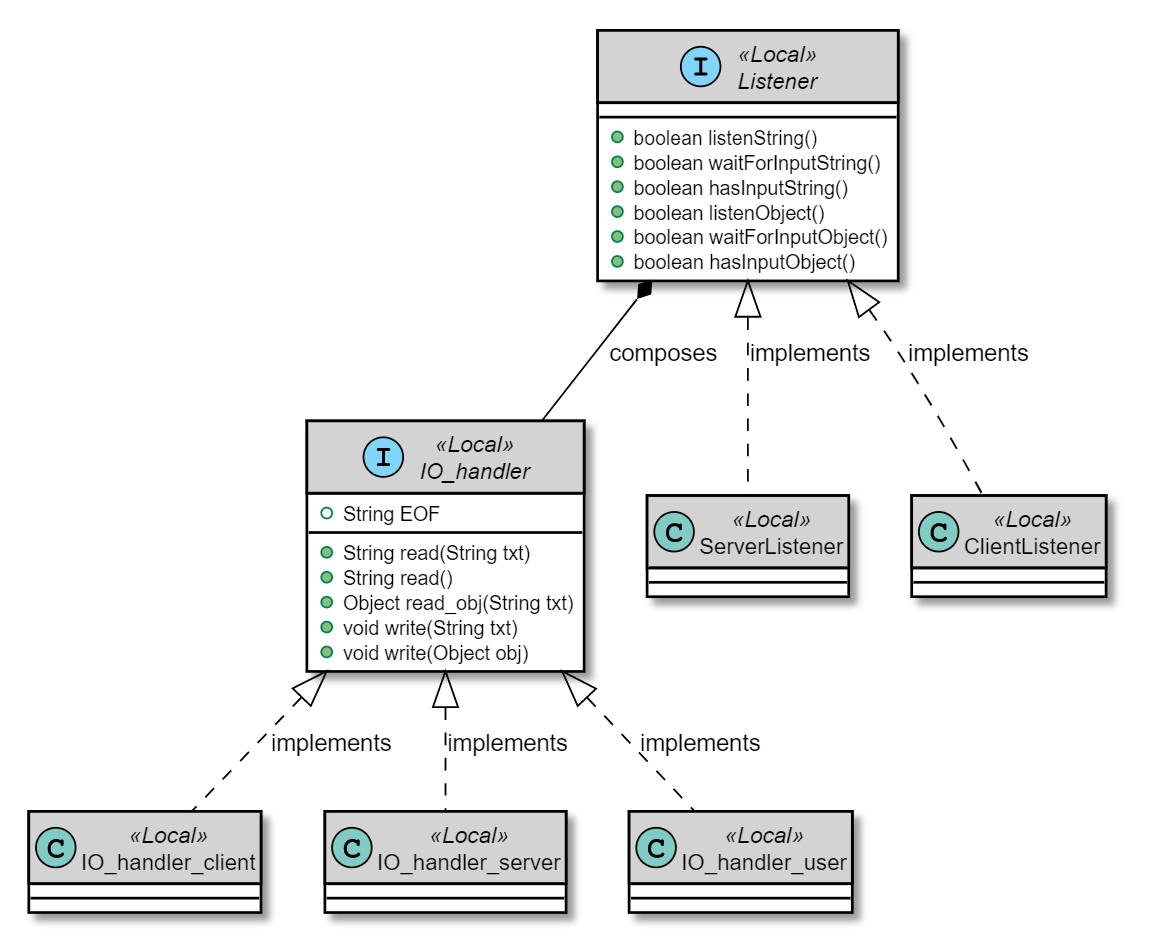 I
«Local»
Listener
boolean listenString()
boolean waitForInputString()
boolean hasInputString()
boolean listenObject()
boolean waitForInputObject()
boolean hasInputObject()
composes
implements
implements
I
«Local»
IO_handler
String EOF
String read(String txt)
String read()
Object read_obj(String txt)
void write(String txt)
void write(Object obj)
C
«Local»
ServerListener
C
«Local»
ClientListener
implements
implements
implements
C
«Local»
IO_handler_client
C
«Local»
IO_handler_server
C
«Local»
IO_handler_user